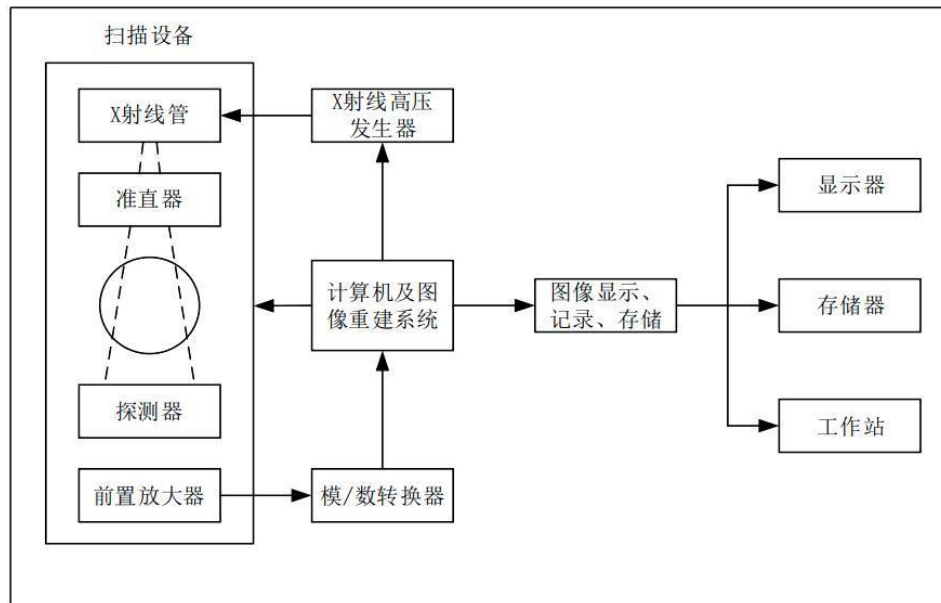 扫描设备
X射线管
X射线高压
发生器
准直器
显示器
计算机及图
像重建系统
图像显示、
记录、存储
存储器
探测器
工作站
前置放大器
模/数转换器